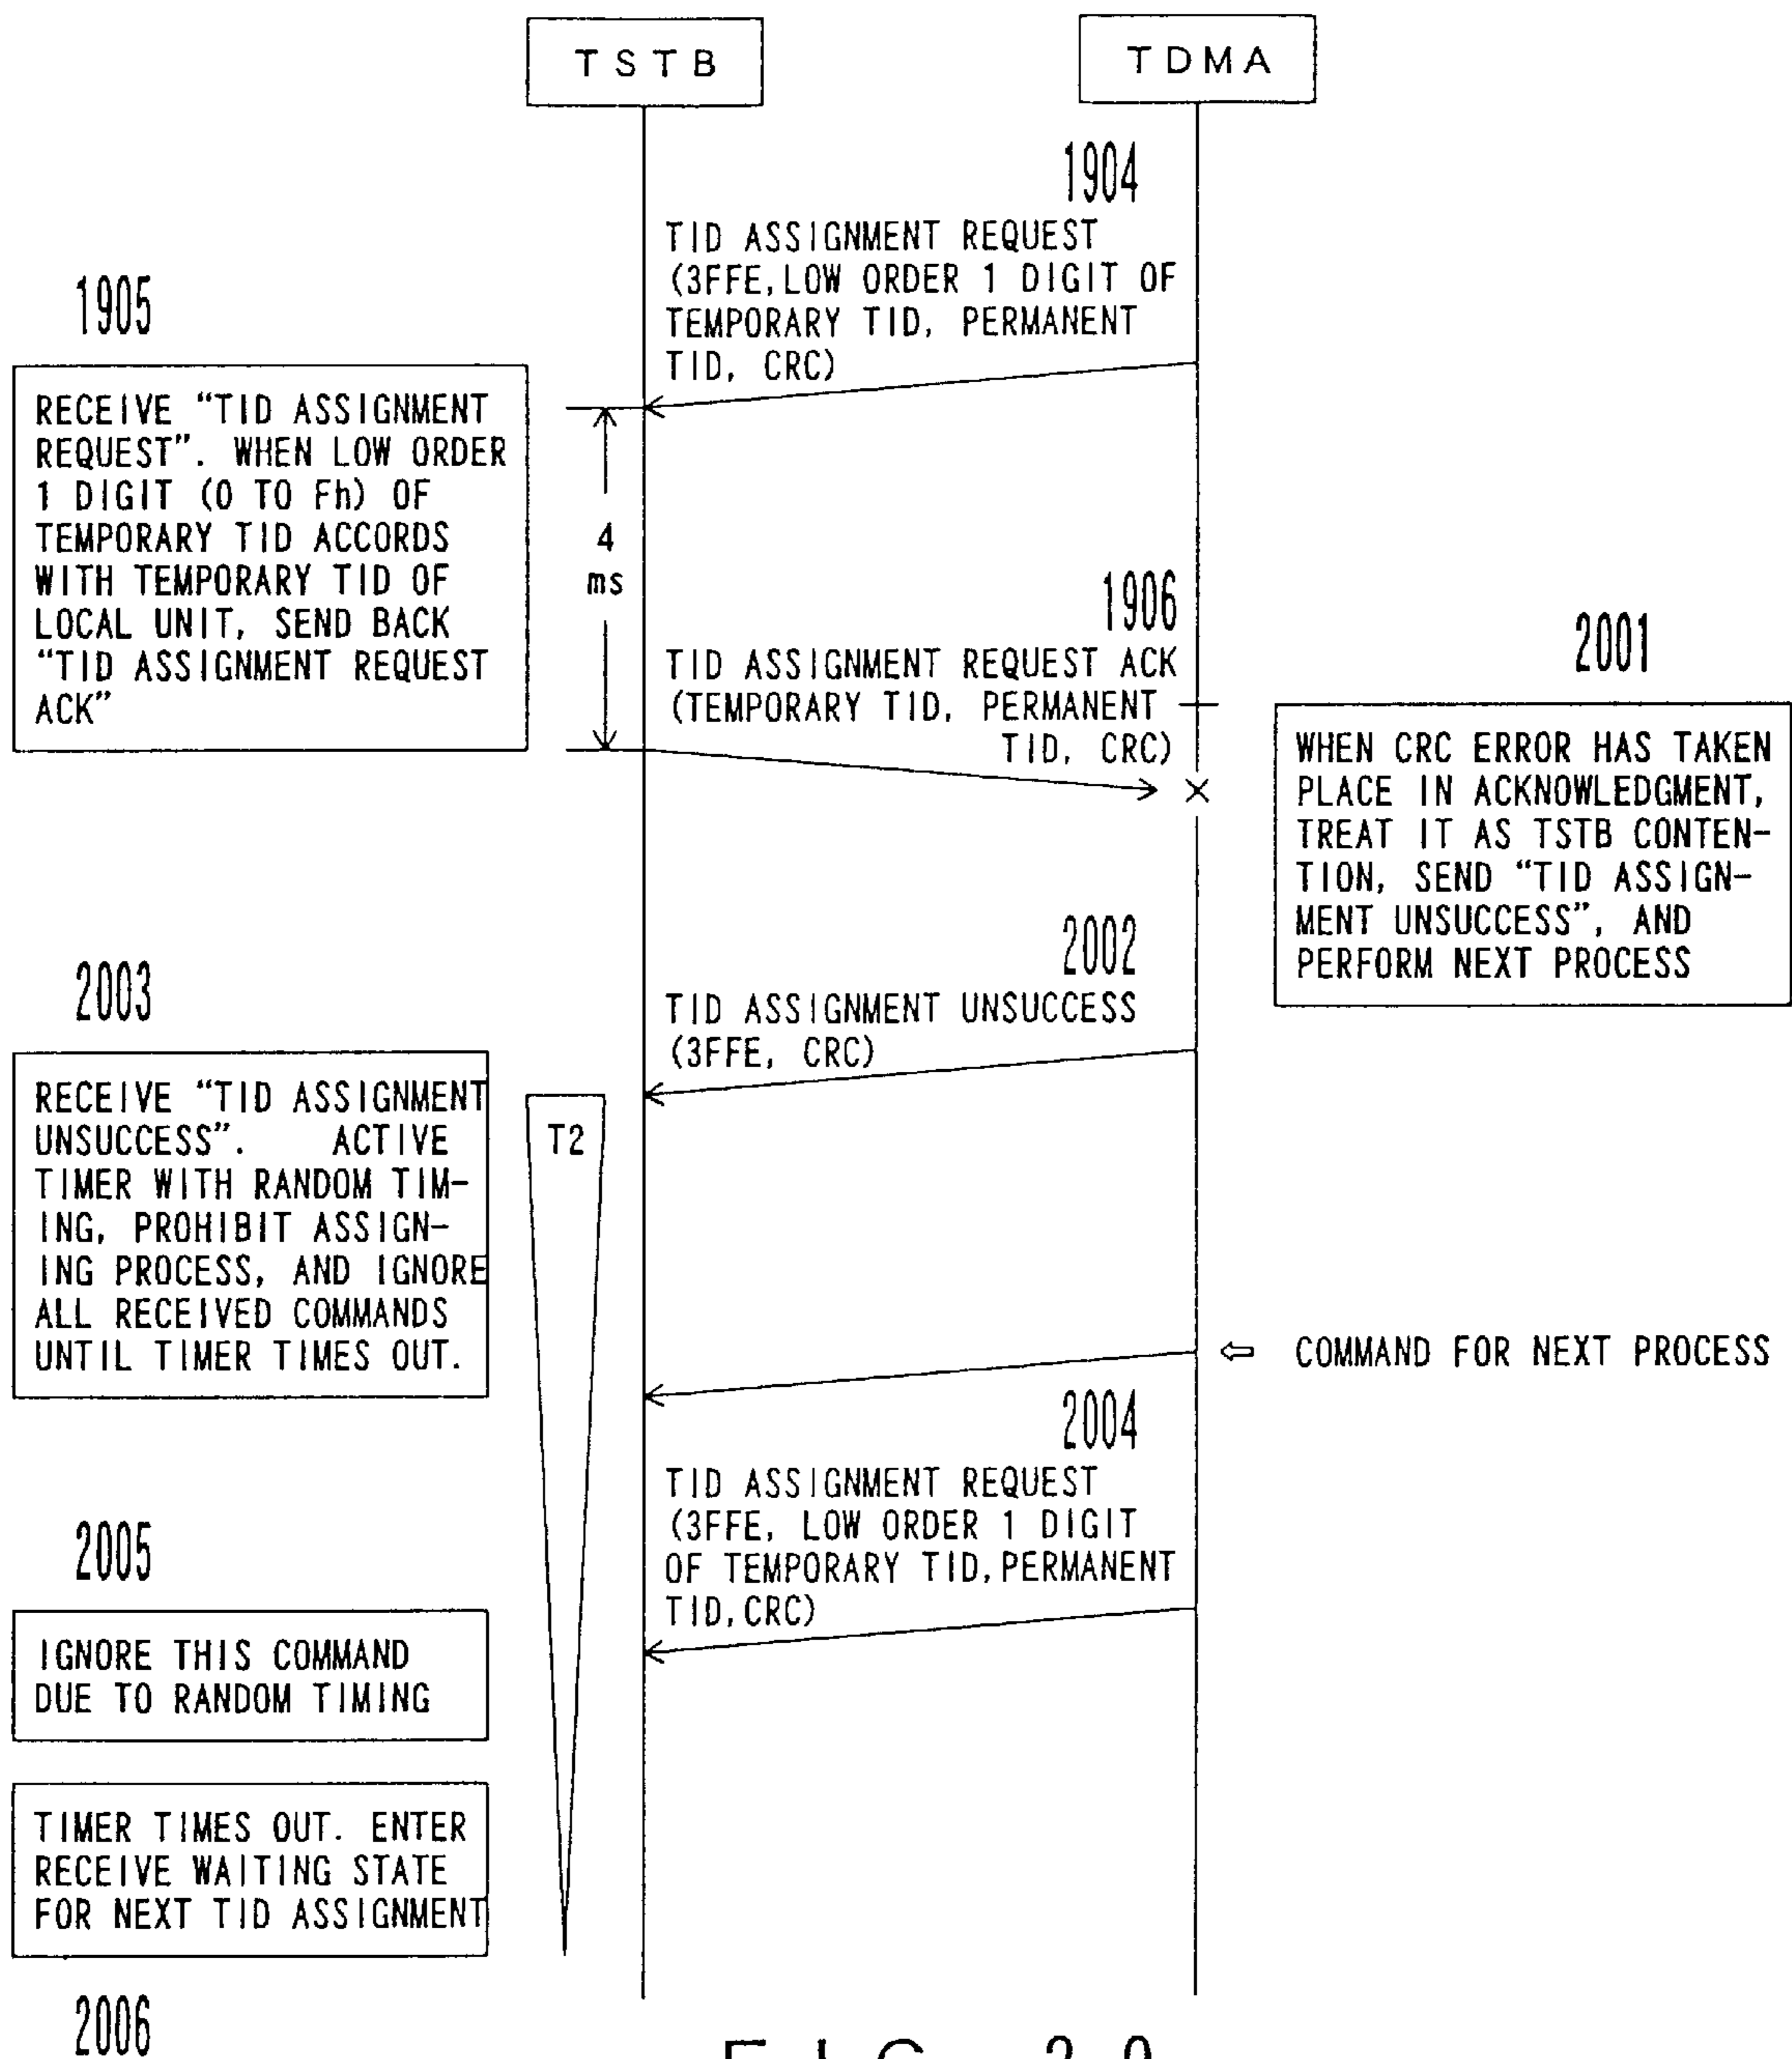 TSTB
TDMA
1904
TID ASSIGNMENT REQUEST
(3FFE, LOW ORDER 1 DIGIT OF
TEMPORARY TID, PERMANENT
TID, CRC)
1905
RECEIVE “TID ASSIGNMENT
REQUEST”. WHEN LOW ORDER
1 DIGIT (0 TO Fh) OF
TEMPORARY TID ACCORDS
WITH TEMPORARY TID OF
LOCAL UNIT, SEND BACK
“TID ASSIGNMENT REQUEST
ACK”
4
ms
1906
TID ASSIGNMENT REQUEST ACK
(TEMPORARY TID, PERMANENT
TID, CRC)
2001
WHEN CRC ERROR HAS TAKEN
PLACE IN ACKNOWLEDGMENT,
TREAT IT AS TSTB CONTEN-
TION, SEND “TID ASSIGN-
MENT UNSUCCESS”, AND
PERFORM NEXT PROCESS
2002
TID ASSIGNMENT UNSUCCESS
(3FFE, CRC)
2003
RECEIVE “TID ASSIGNMENT
UNSUCCESS”. ACTIVE
TIMER WITH RANDOM TIM-
ING, PROHIBIT ASSIGN-
ING PROCESS, AND IGNORE
ALL RECEIVED COMMANDS
UNTIL TIMER TIMES OUT.
T2
⇦ COMMAND FOR NEXT PROCESS
2004
TID ASSIGNMENT REQUEST
(3FFE, LOW ORDER 1 DIGIT
OF TEMPORARY TID, PERMANENT
TID, CRC)
2005
IGNORE THIS COMMAND
DUE TO RANDOM TIMING
TIMER TIMES OUT. ENTER
RECEIVE WAITING STATE
FOR NEXT TID ASSIGNMENT
2006